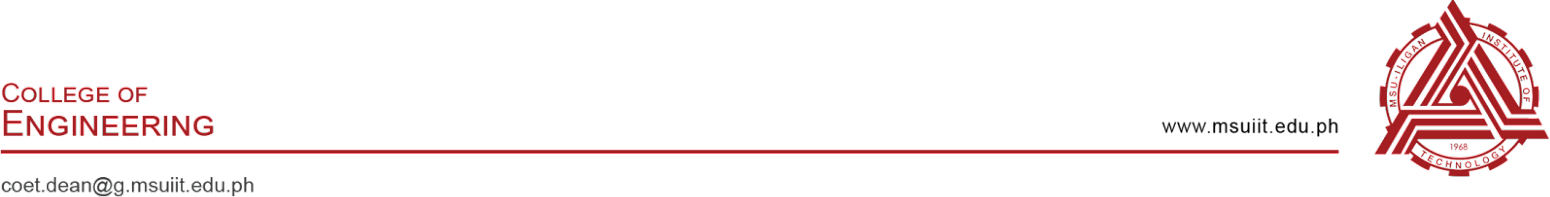 COLLEGE OF
ENGINEERING
www.msuiit.edu.ph
MSU-ILIGAN INSTITUTE OF TECHNOLOGY
1968
coet.dean@g.msuiit.edu.ph